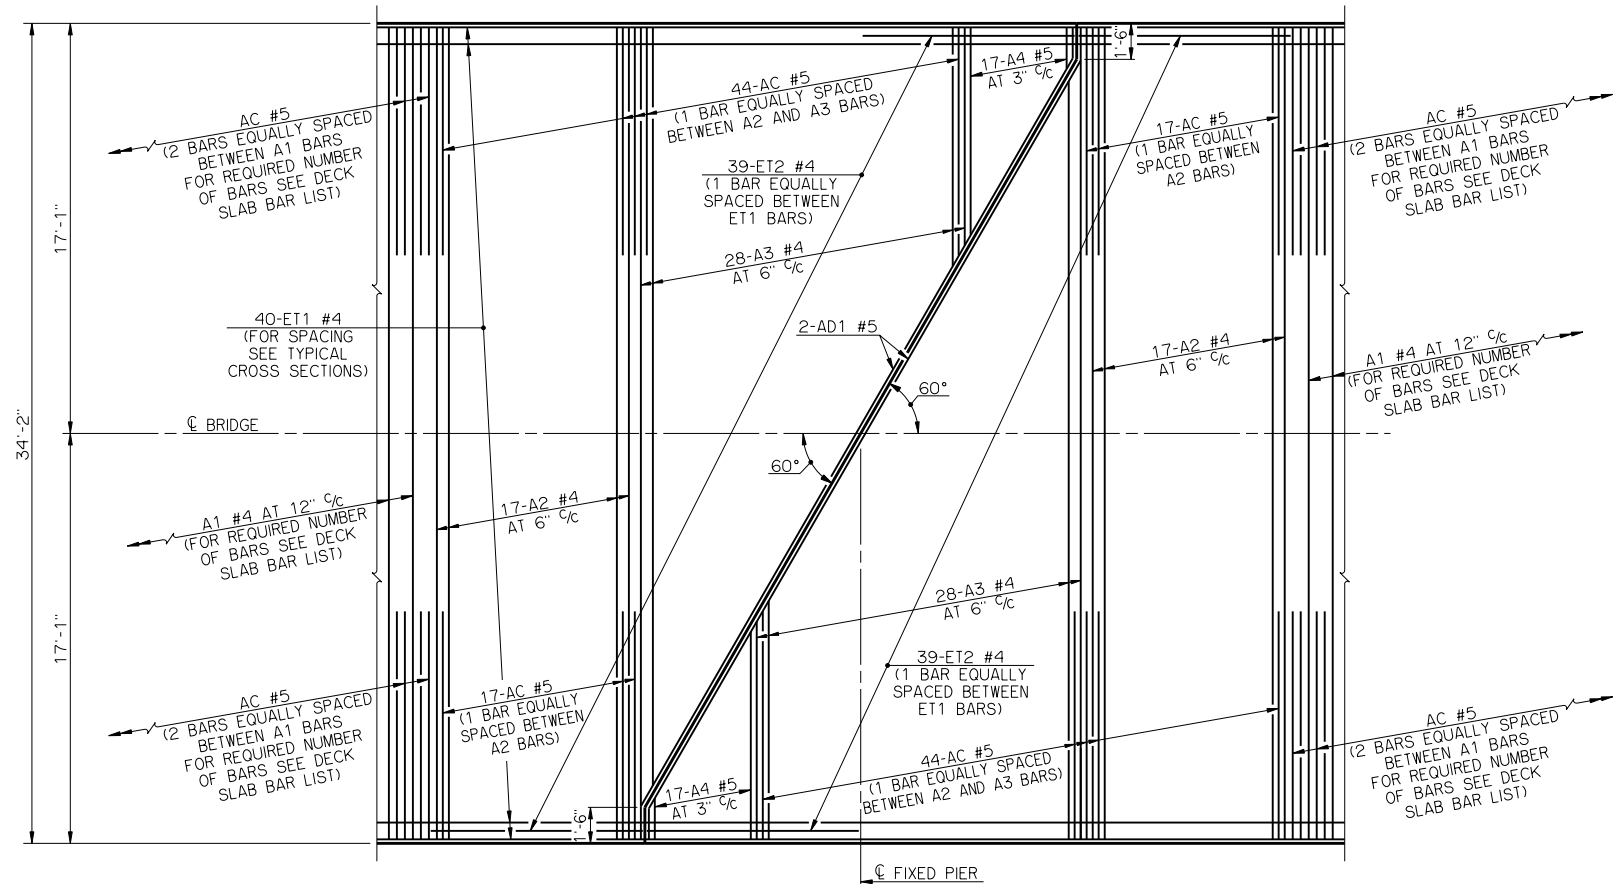 1'-6"
17-A4 #5
AT 3" C/C
44-AC #5
(1 BAR EQUALLY SPACED
BETWEEN A2 AND A3 BARS)
AC #5
(2 BARS EQUALLY SPACED
BETWEEN A1 BARS
FOR REQUIRED NUMBER
OF BARS SEE DECK
SLAB BAR LIST)
17-AC #5
(1 BAR EQUALLY
SPACED BETWEEN
A2 BARS)
AC #5
(2 BARS EQUALLY SPACED
BETWEEN A1 BARS
FOR REQUIRED NUMBER
OF BARS SEE DECK
SLAB BAR LIST)
39-ET2 #4
(1 BAR EQUALLY
SPACED BETWEEN
ET1 BARS)
17'-1"
28-A3 #4
AT 6" C/C
40-ET1 #4
(FOR SPACING
SEE TYPICAL
CROSS SECTIONS)
2-AD1 #5
17-A2 #4
AT 6" C/C
A1 #4 AT 12" C/C
(FOR REQUIRED NUMBER
OF BARS SEE DECK
SLAB BAR LIST)
60°
34'-2"
℄ BRIDGE
60°
A1 #4 AT 12" C/C
(FOR REQUIRED NUMBER
OF BARS SEE DECK
SLAB BAR LIST)
17-A2 #4
AT 6" C/C
28-A3 #4
AT 6" C/C
17'-1"
39-ET2 #4
(1 BAR EQUALLY
SPACED BETWEEN
ET1 BARS)
AC #5
(2 BARS EQUALLY SPACED
BETWEEN A1 BARS
FOR REQUIRED NUMBER
OF BARS SEE DECK
SLAB BAR LIST)
17-AC #5
(1 BAR EQUALLY
SPACED BETWEEN
A2 BARS)
AC #5
(2 BARS EQUALLY SPACED
BETWEEN A1 BARS
FOR REQUIRED NUMBER
OF BARS SEE DECK
SLAB BAR LIST)
44-AC #5
(1 BAR EQUALLY SPACED
BETWEEN A2 AND A3 BARS)
17-A4 #5
AT 3" C/C
1'-6"
℄ FIXED PIER